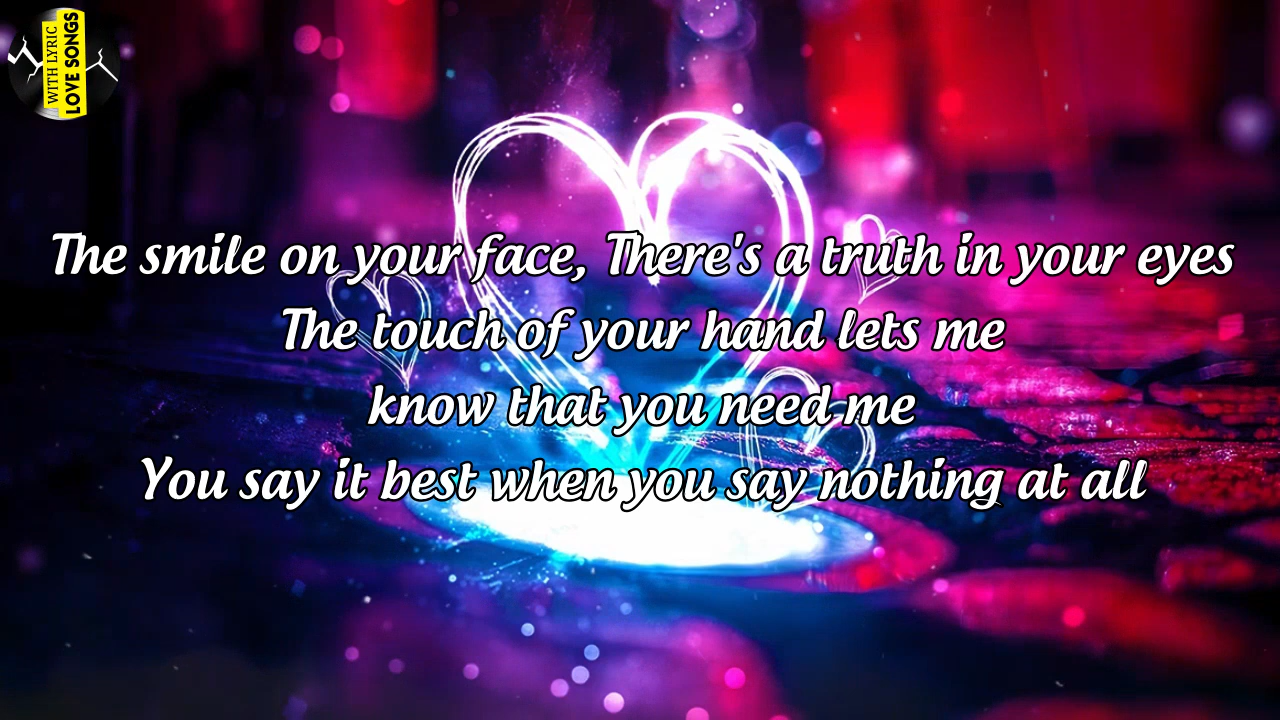 WITH LYRIC
LOVE SONGS
The smile on your face, There's a truth in your eyes
The touch of your hand lets me
know that you need me
You say it best when you say nothing at all